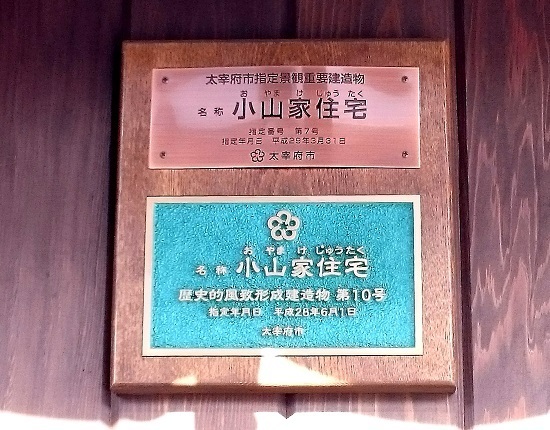 太宰府市指定景観重要建造物
お やま け じゅう たく
名称 小山家住宅
指定番号 第7号
指定年月日 平成29年3月31日
太宰府市
お やま け じゅうたく
名称 小山家住宅
歴史的風致形成建造物 第10号
指定年月日 平成28年6月1日
太宰府市